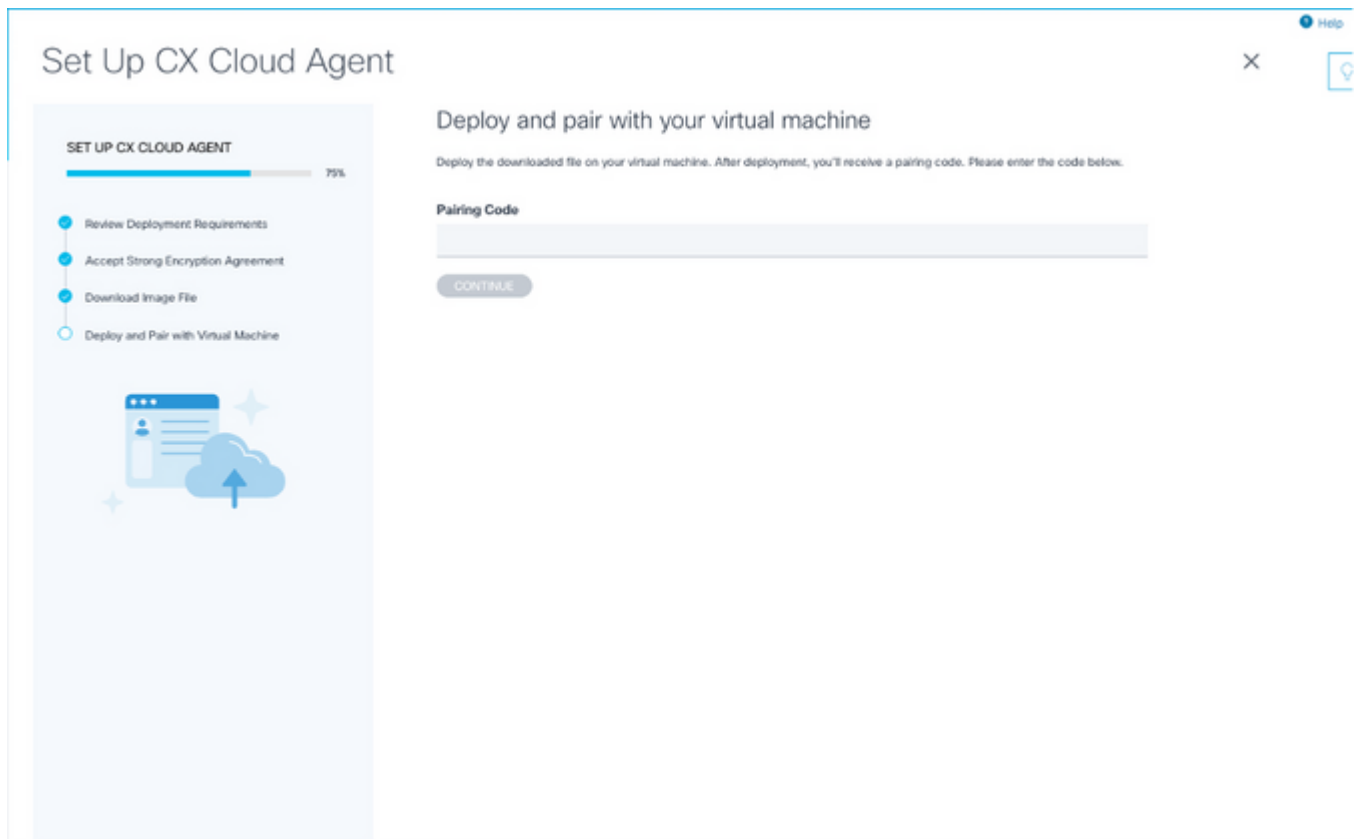 Help
Set Up CX Cloud Agent
SET UP CX CLOUD AGENT
75%
Review Deployment Requirements
Accept Strong Encryption Agreement
Download Image File
Deploy and Pair with Virtual Machine
Deploy and pair with your virtual machine
Deploy the downloaded file on your virtual machine. After deployment, you'll receive a pairing code. Please enter the code below.
Pairing Code
CONTINUE